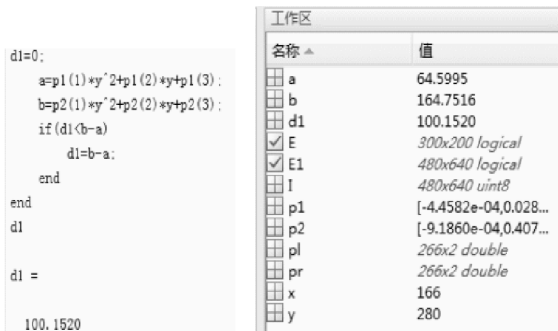 d1=0;
a=p1(1)*y^2+p1(2)*y+p1(3);
b=p2(1)*y^2+p2(2)*y+p2(3);
if(d1<b-a)
d1=b-a;
end
end
d1
d1 =
100.1520
工作区
名称 值
a 64.5995
b 164.7516
d1 100.1520
E 300x200 logical
E1 480x640 logical
I 480x640 uint8
p1 [-4.4582e-04,0.028...
p2 [-9.1860e-04,0.407...
pl 266x2 double
pr 266x2 double
x 166
y 280